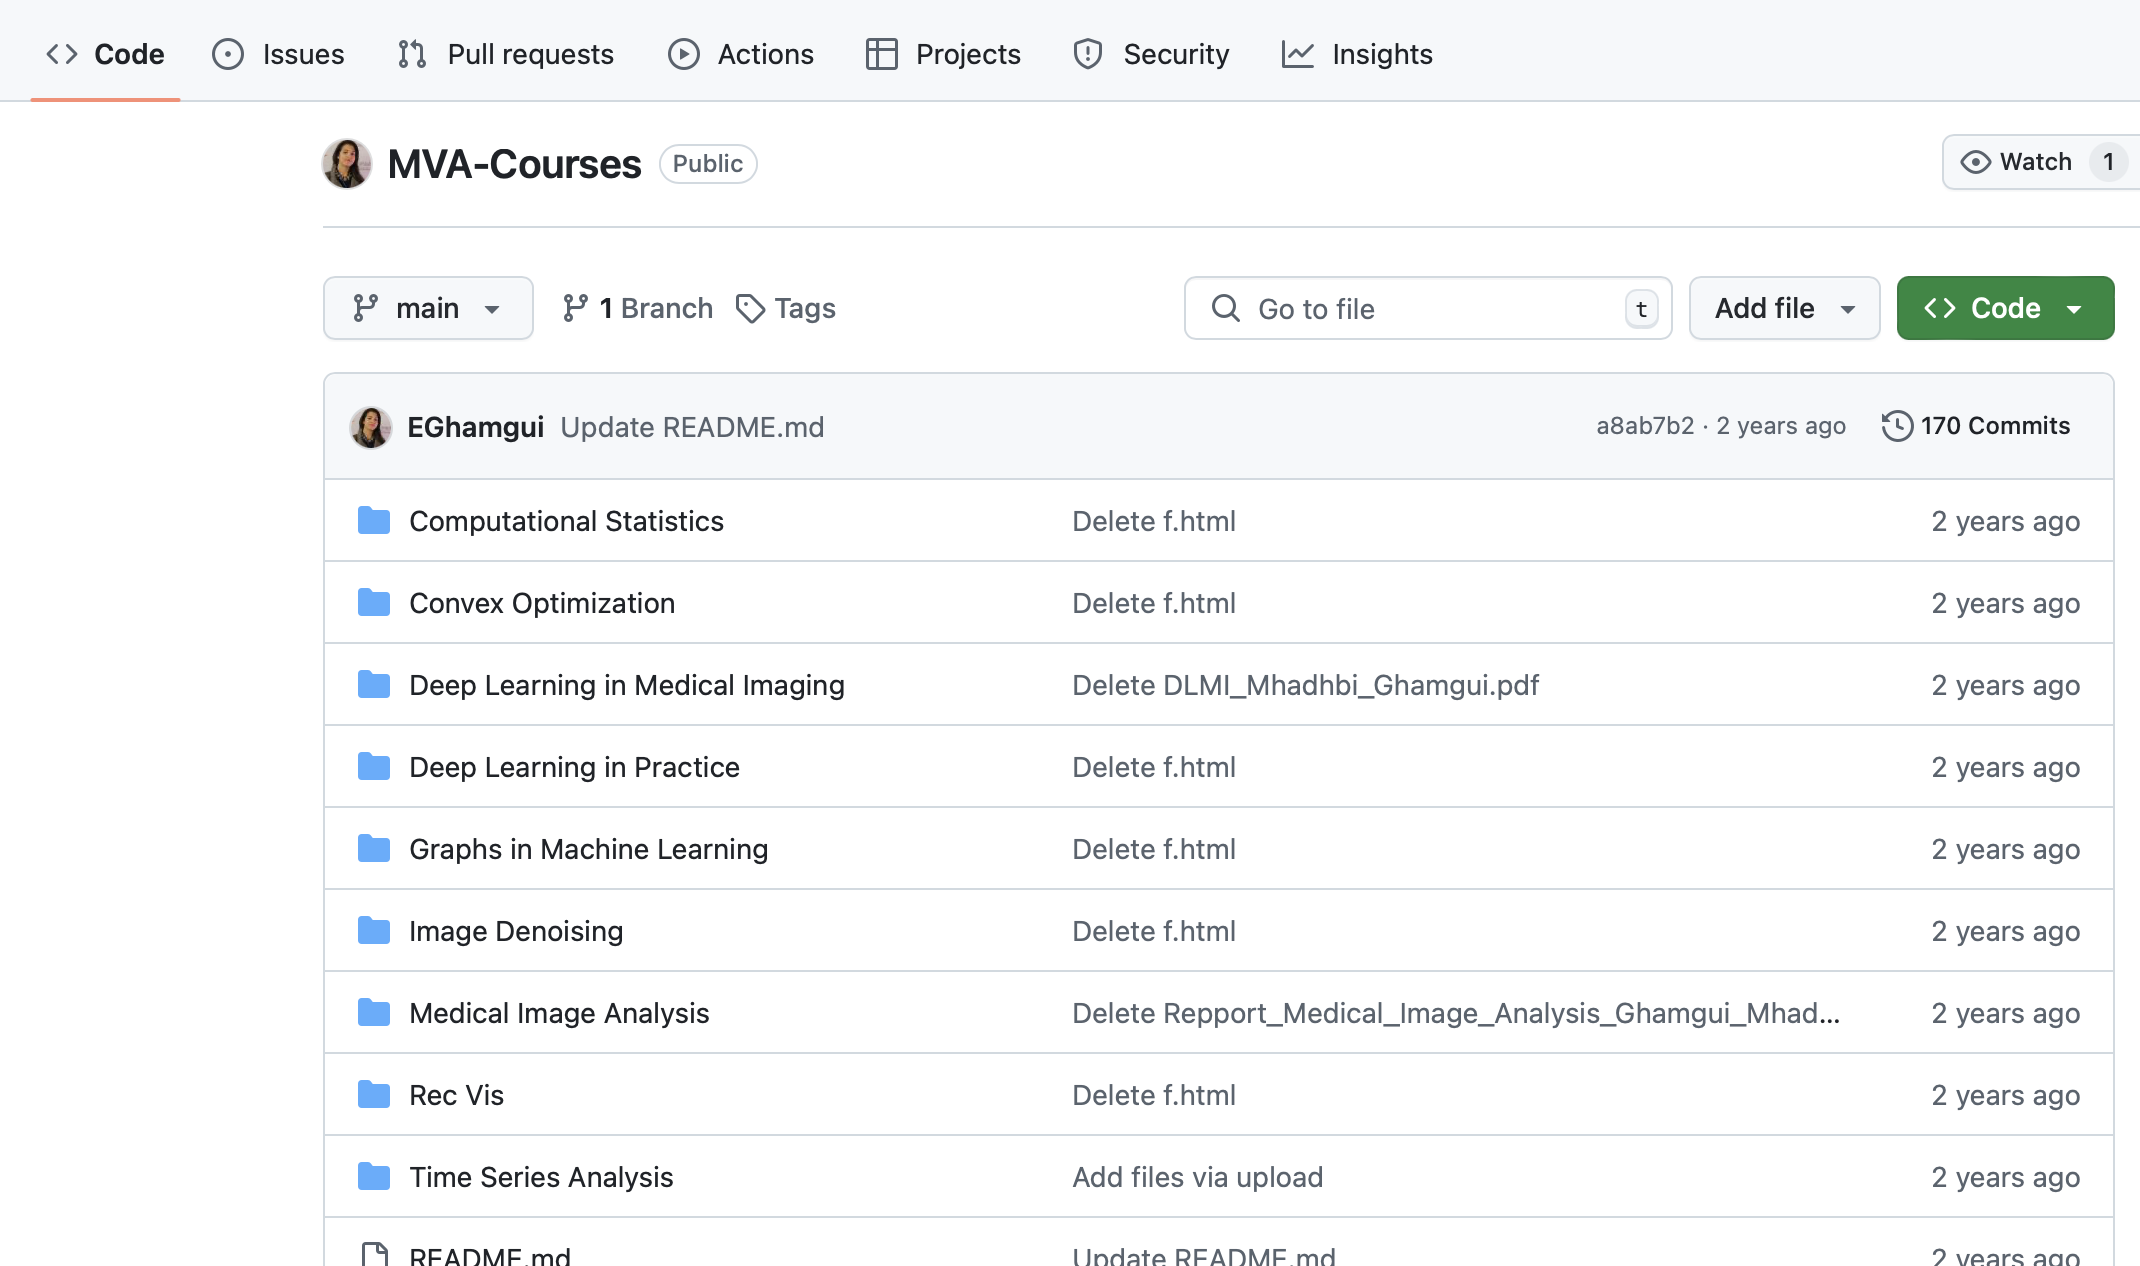 Code Issues Pull requests Actions Projects Security Insights
MVA-Courses Public Watch 1
main 1 Branch Tags Go to file t Add file Code
EGhamgui Update README.md a8ab7b2 · 2 years ago 170 Commits
Computational Statistics Delete f.html 2 years ago
Convex Optimization Delete f.html 2 years ago
Deep Learning in Medical Imaging Delete DLMI_Mhadhbi_Ghamgui.pdf 2 years ago
Deep Learning in Practice Delete f.html 2 years ago
Graphs in Machine Learning Delete f.html 2 years ago
Image Denoising Delete f.html 2 years ago
Medical Image Analysis Delete Repport_Medical_Image_Analysis_Ghamgui_Mhad... 2 years ago
Rec Vis Delete f.html 2 years ago
Time Series Analysis Add files via upload 2 years ago
README.md Update README.md 2 years ago